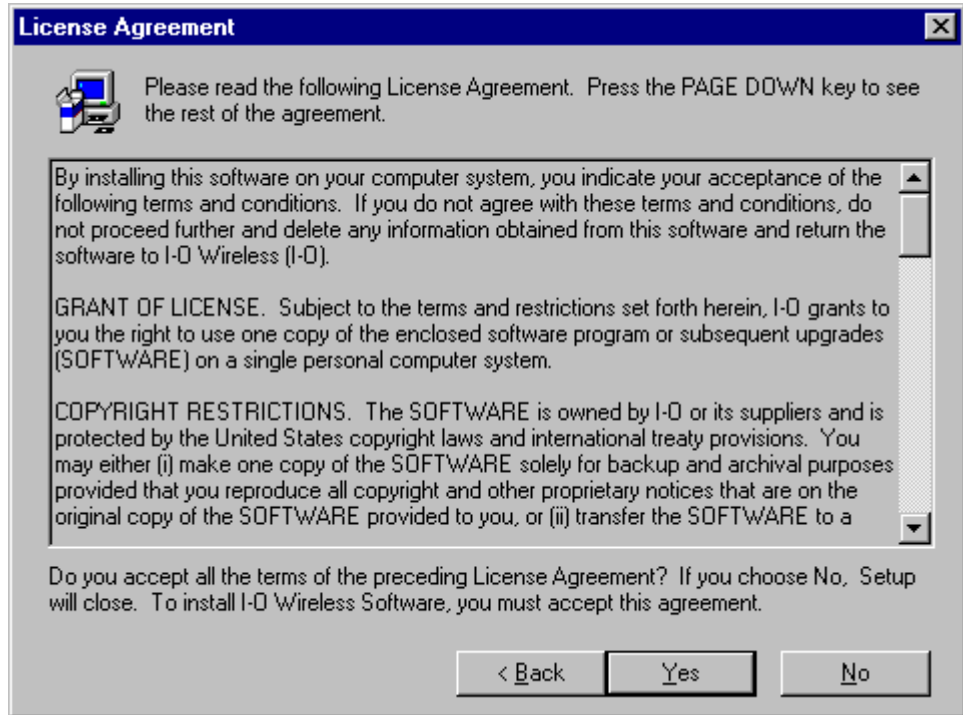 License Agreement
Please read the following License Agreement.  Press the PAGE DOWN key to see
the rest of the agreement.
By installing this software on your computer system, you indicate your acceptance of the
following terms and conditions.  If you do not agree with these terms and conditions, do
not proceed further and delete any information obtained from this software and return the
software to I-O Wireless (I-O).
GRANT OF LICENSE.  Subject to the terms and restrictions set forth herein, I-O grants to
you the right to use one copy of the enclosed software program or subsequent upgrades
(SOFTWARE) on a single personal computer system.
COPYRIGHT RESTRICTIONS.  The SOFTWARE is owned by I-O or its suppliers and is
protected by the United States copyright laws and international treaty provisions.  You
may either (i) make one copy of the SOFTWARE solely for backup and archival purposes
provided that you reproduce all copyright and other proprietary notices that are on the
original copy of the SOFTWARE provided to you, or (ii) transfer the SOFTWARE to a
Do you accept all the terms of the preceding License Agreement?  If you choose No,  Setup
will close.  To install I-O Wireless Software, you must accept this agreement.
< Back
Yes
No